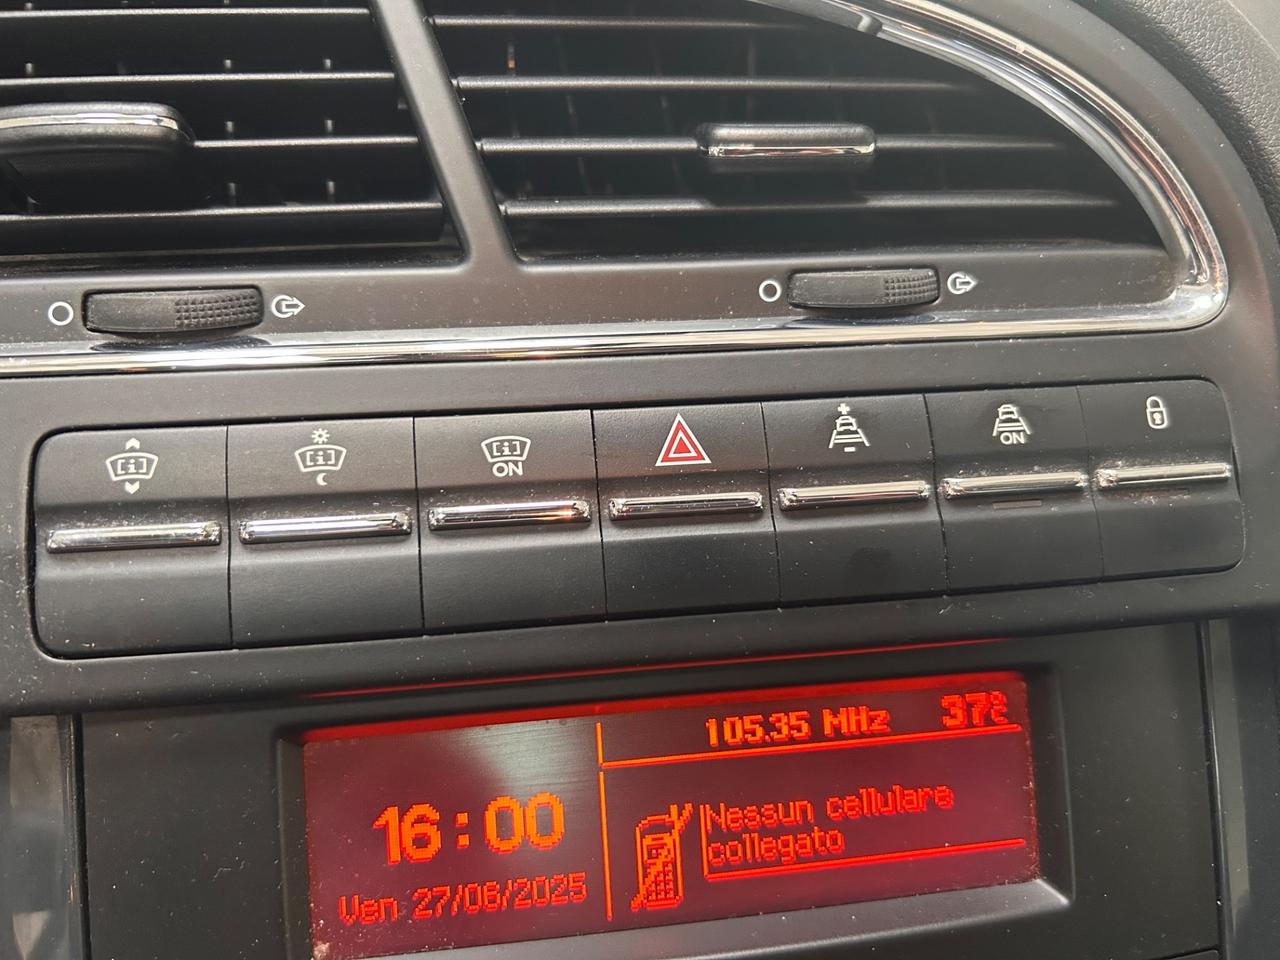 ON
ON
105.35 MHz 37°C
16:00
Nessun cellulare
collegato
Ven 27/06/2025